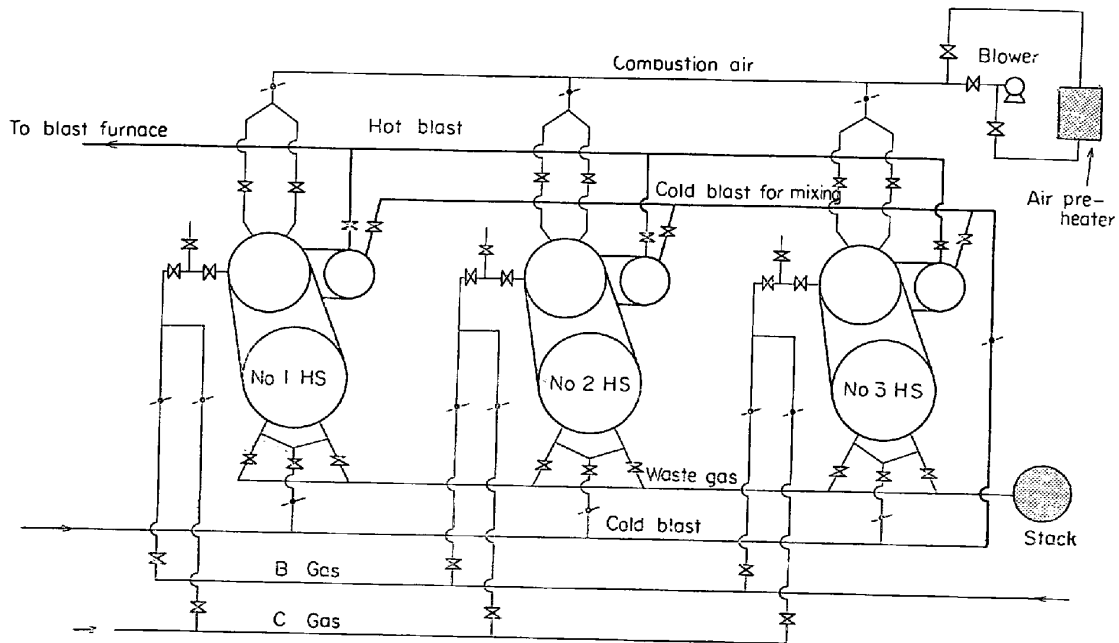 Combustion air
Blower
To blast furnace
Hot blast
Cold blast for mixing
Air pre-
heater
No 1 HS
No 2 HS
No 3 HS
Waste gas
Cold blast
Stack
B Gas
C Gas